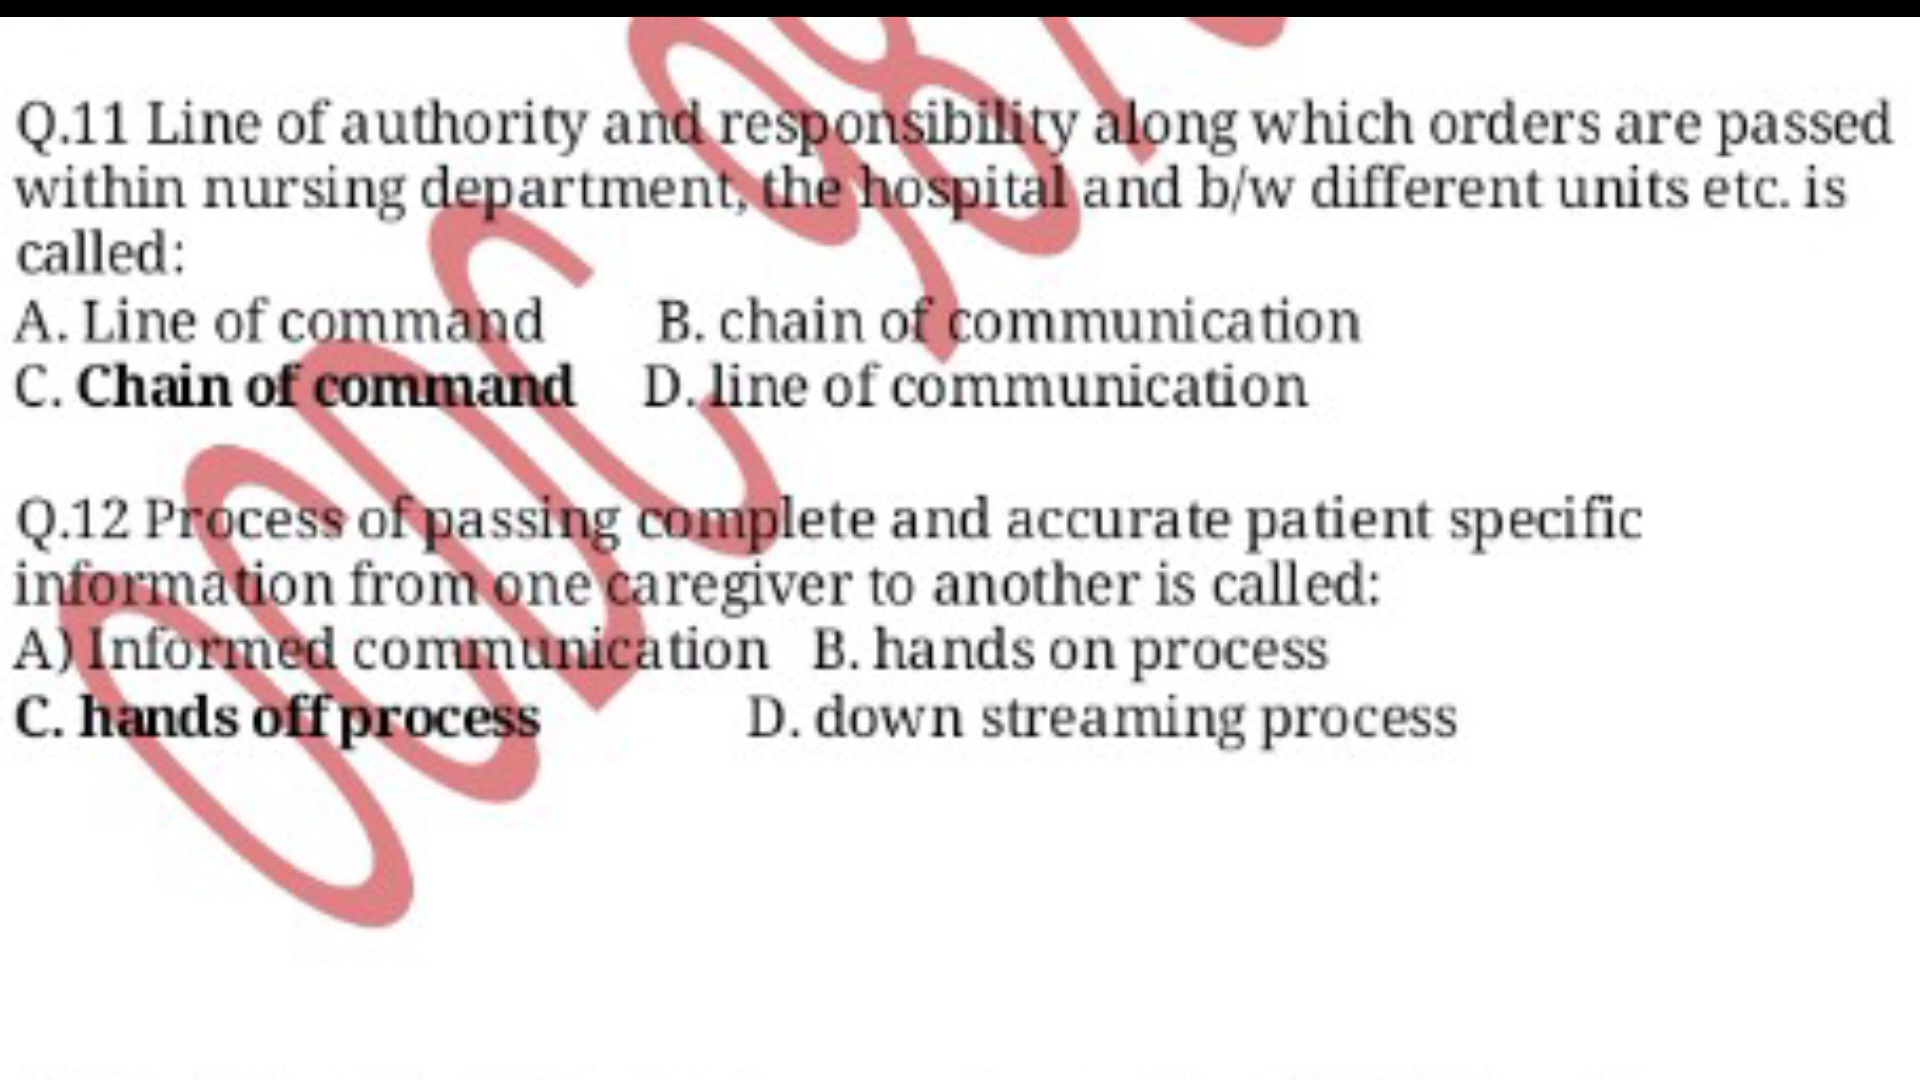 Q.11 Line of authority and responsibility along which orders are passed
within nursing department, the hospital and b/w different units etc. is
called:
A. Line of command B. chain of communication
C. Chain of command D. line of communication
Q.12 Process of passing complete and accurate patient specific
information from one caregiver to another is called:
A) Informed communication B. hands on process
C. hands off process D. down streaming process